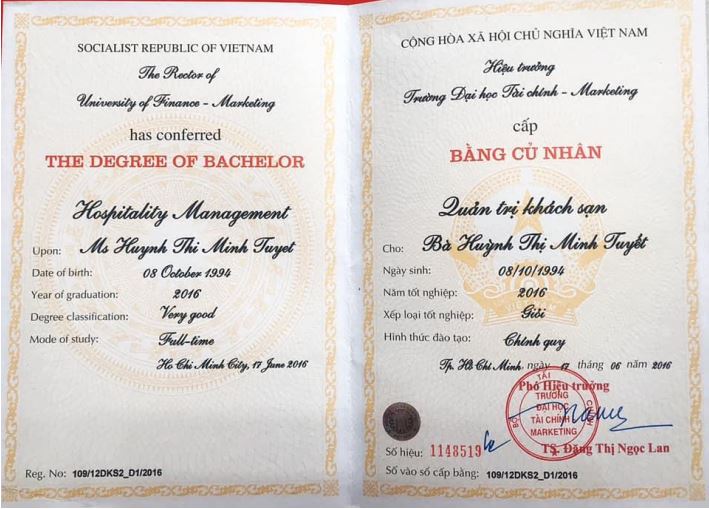 SOCIALIST REPUBLIC OF VIETNAM
The Rector of
University of Finance - Marketing
has conferred
THE DEGREE OF BACHELOR
Hospitality Management
Upon: Ms Huynh Thi Minh Tuyet
Date of birth: 08 October 1994
Year of graduation: 2016
Degree classification: Very good
Mode of study: Full-time
Ho Chi Minh City, 17 June 2016
Reg. No: 109/12DKS2_D1/2016
CỘNG HÒA XÃ HỘI CHỦ NGHĨA VIỆT NAM
Hiệu trưởng
Trường Đại học Tài chính - Marketing
cấp
BẰNG CỬ NHÂN
Quản trị khách sạn
Cho: Bà Huỳnh Thị Minh Tuyết
Ngày sinh: 08/10/1994
Năm tốt nghiệp: 2016
Xếp loại tốt nghiệp: Giỏi
Hình thức đào tạo: Chính quy
Tp. Hồ Chí Minh, ngày 17 tháng 06 năm 2016
Phó Hiệu trưởng
TRƯỜNG
ĐẠI HỌC
TÀI CHÍNH
MARKETING
Số hiệu: 1148519
TS. Đặng Thị Ngọc Lan
Số vào sổ cấp bằng: 109/12DKS2_D1/2016